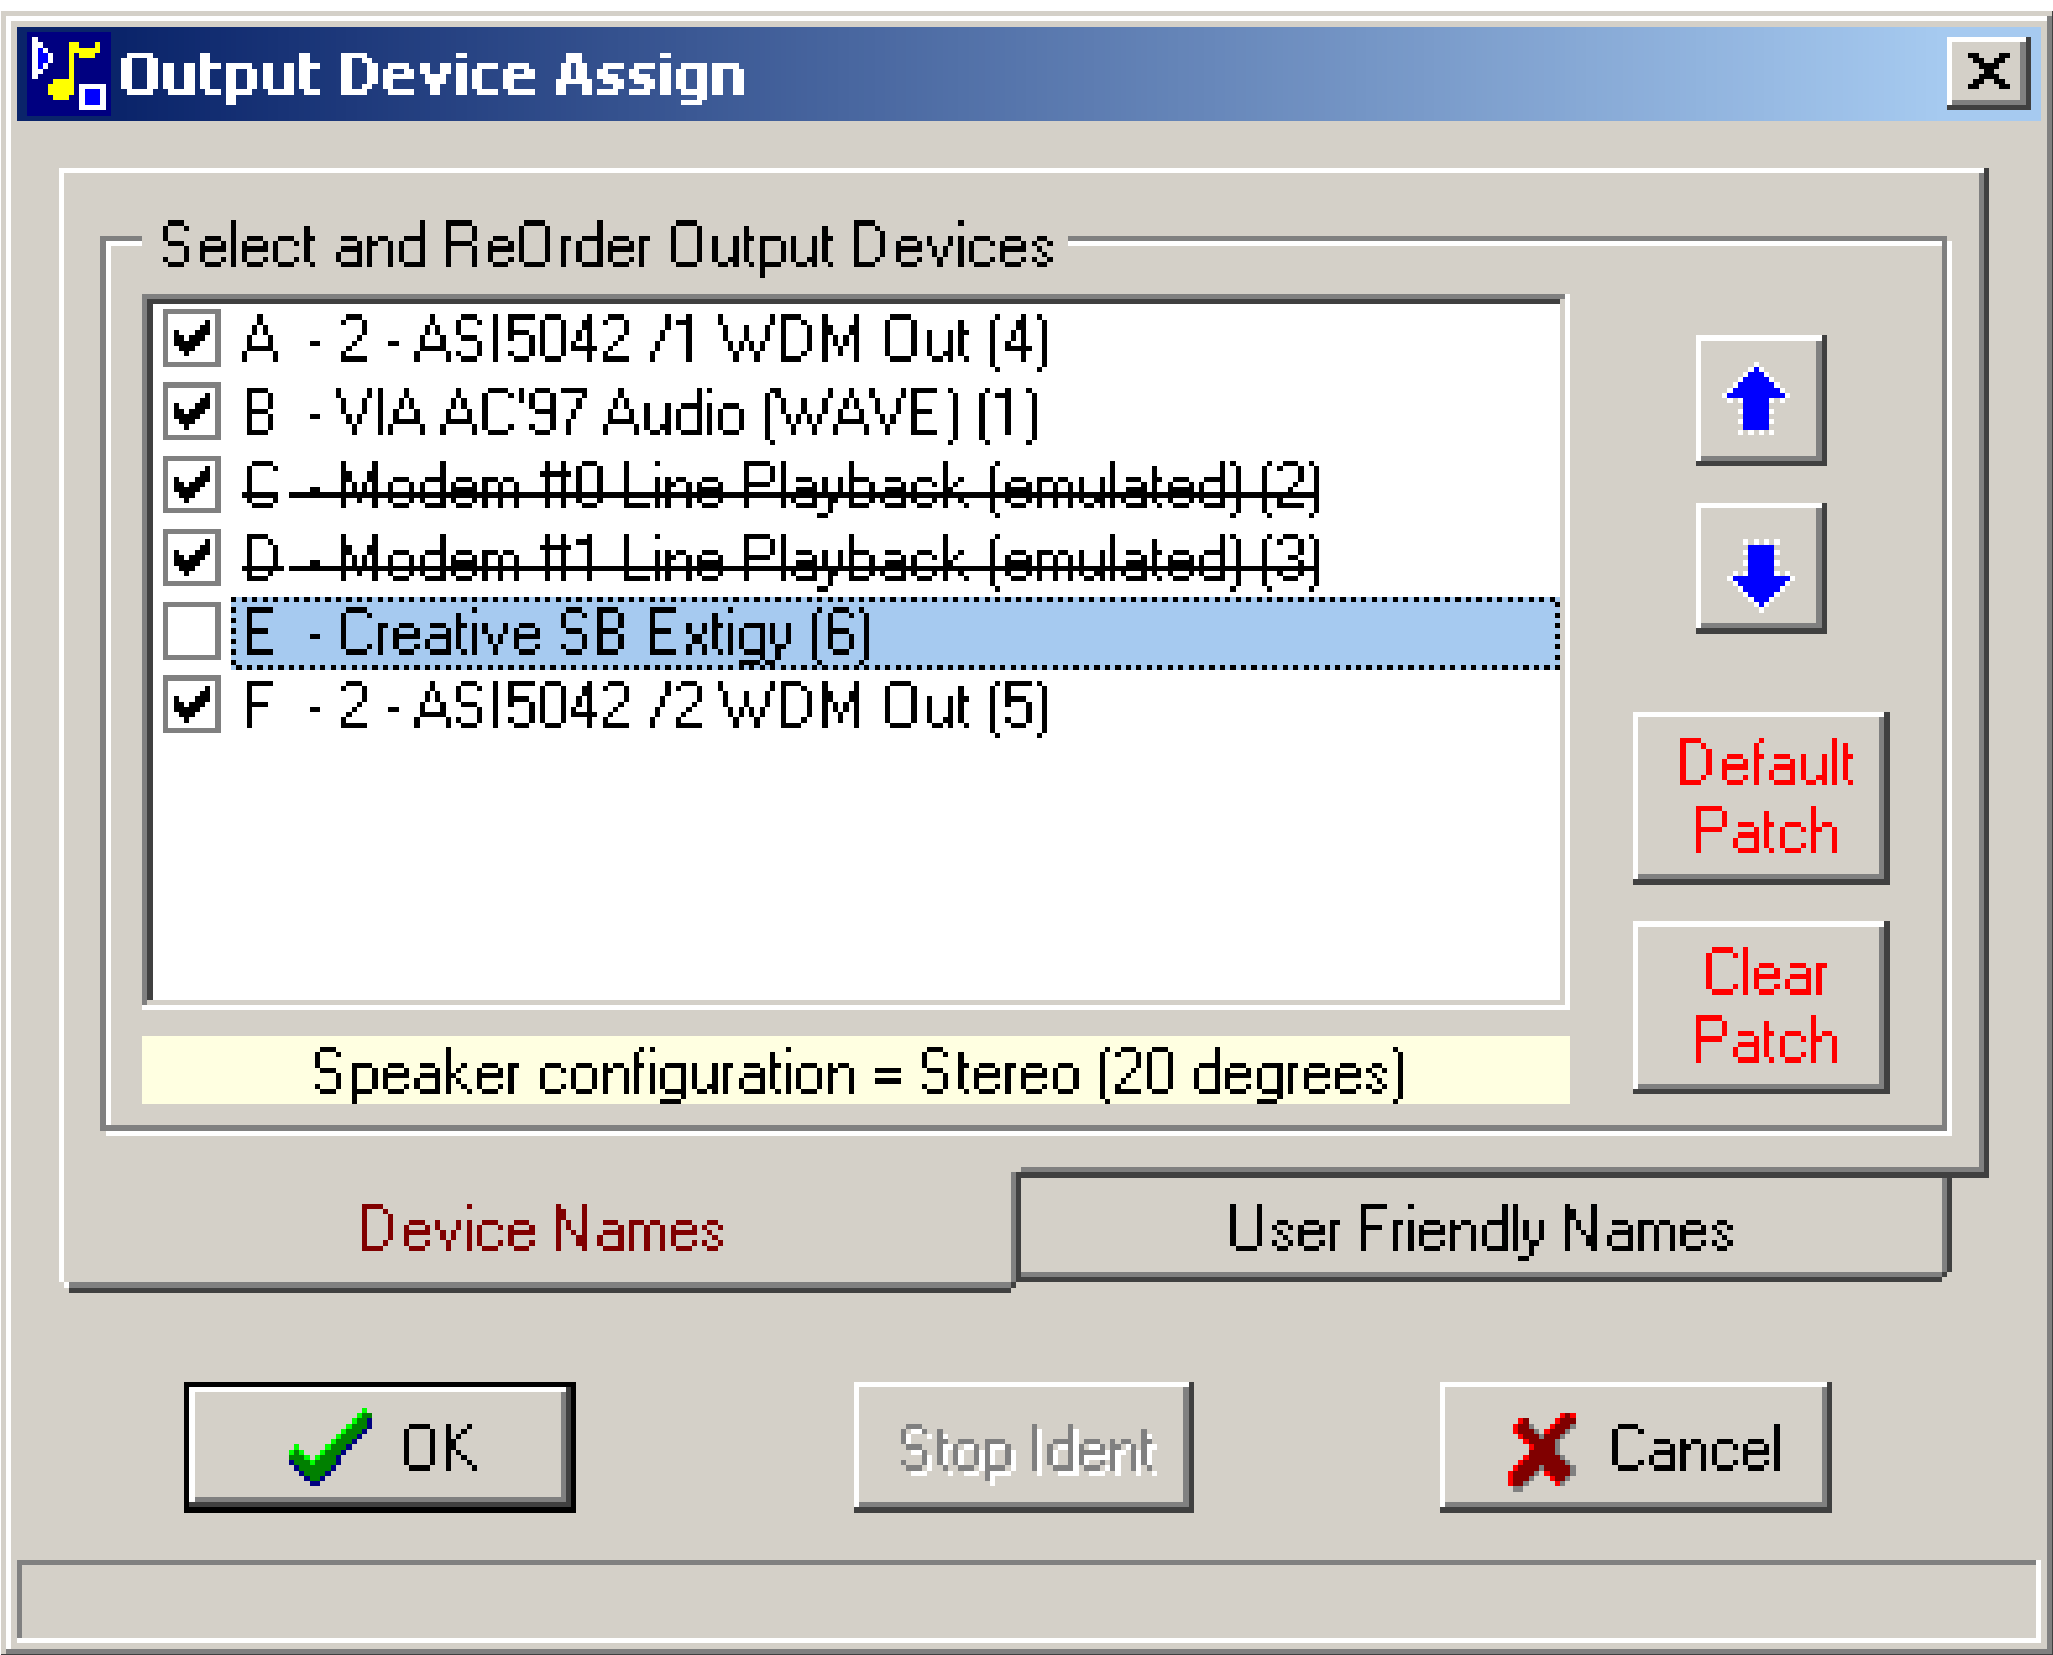 Output Device Assign
Select and ReOrder Output Devices
A - 2 - ASI5042 /1 WDM Out (4)
B - VIA AC'97 Audio (WAVE) (1)
C - Modem #0 Line Playback (emulated) (2)
D - Modem #1 Line Playback (emulated) (3)
E - Creative SB Extigy (6)
F - 2 - ASI5042 /2 WDM Out (5)
Default
Patch
Clear
Patch
Speaker configuration = Stereo (20 degrees)
Device Names
User Friendly Names
OK
Stop Ident
Cancel